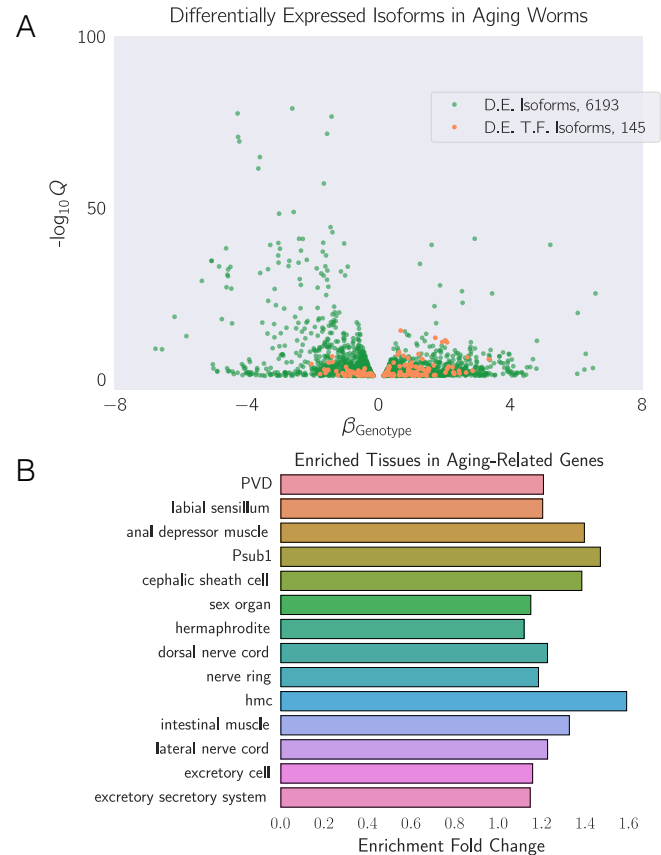 A
Differentially Expressed Isoforms in Aging Worms
100
50
0
-log10 Q
D.E. Isoforms, 6193
D.E. T.F. Isoforms, 145
−8 −4 0 4 8
βGenotype
B
Enriched Tissues in Aging-Related Genes
PVD
labial sensillum
anal depressor muscle
Psub1
cephalic sheath cell
sex organ
hermaphrodite
dorsal nerve cord
nerve ring
hmc
intestinal muscle
lateral nerve cord
excretory cell
excretory secretory system
0.0 0.2 0.4 0.6 0.8 1.0 1.2 1.4 1.6
Enrichment Fold Change